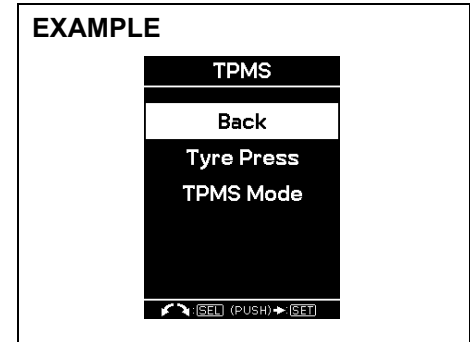 EXAMPLE
TPMS
Back
Tyre Press
TPMS Mode
:SEL (PUSH)➔:SET